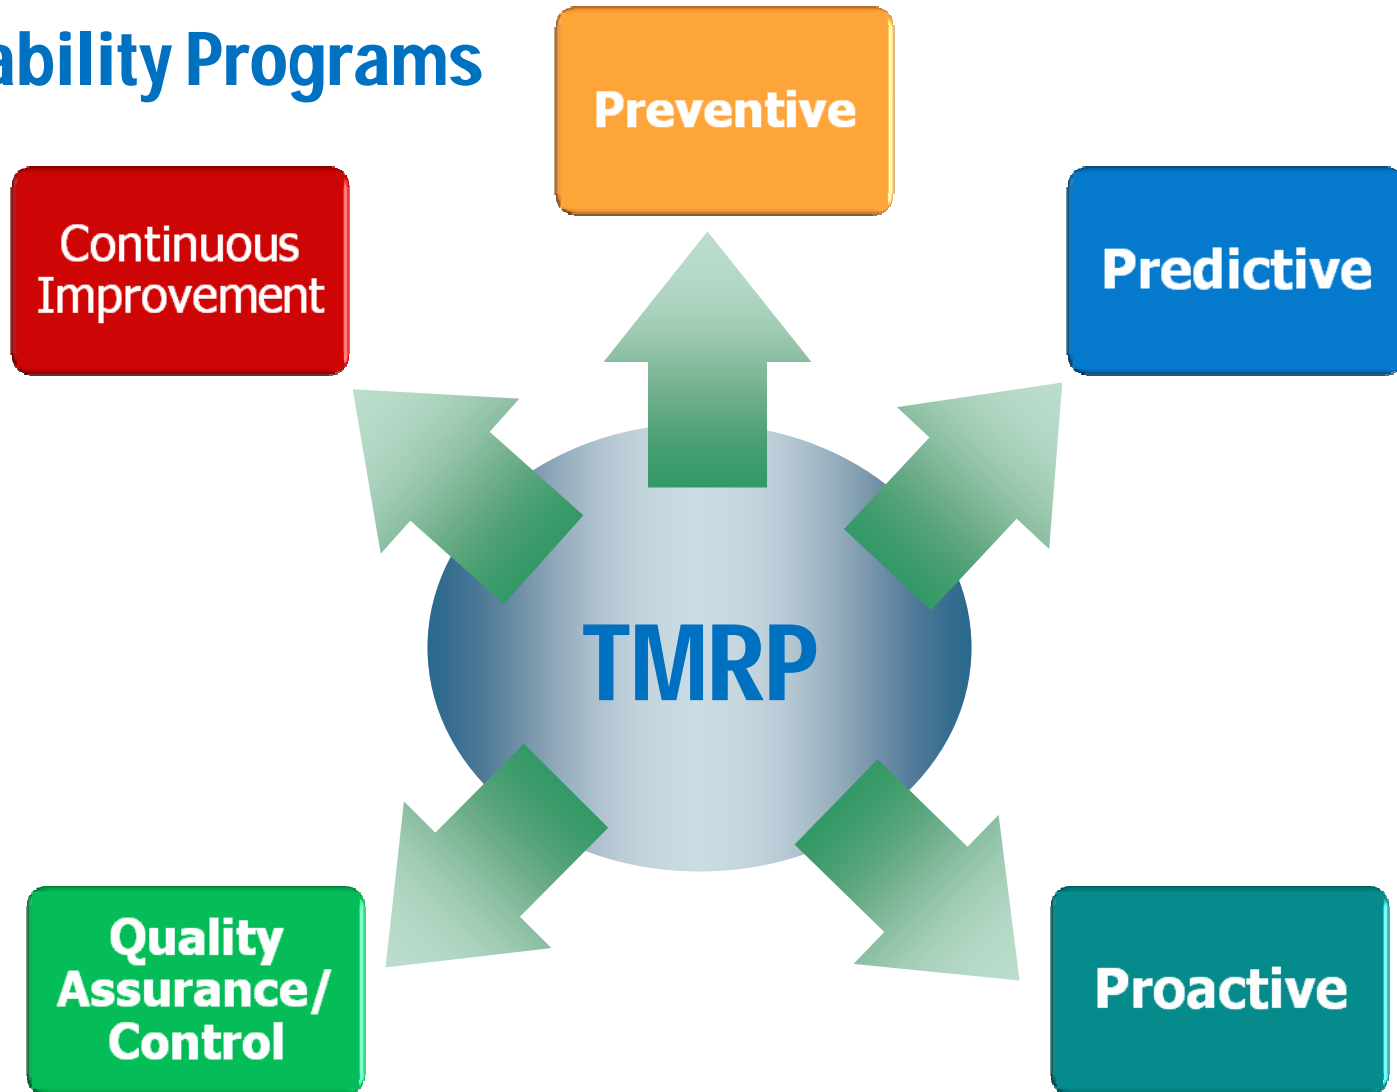 ability Programs
Preventive
Continuous
Improvement
Predictive
TMRP
Quality
Assurance/
Control
Proactive